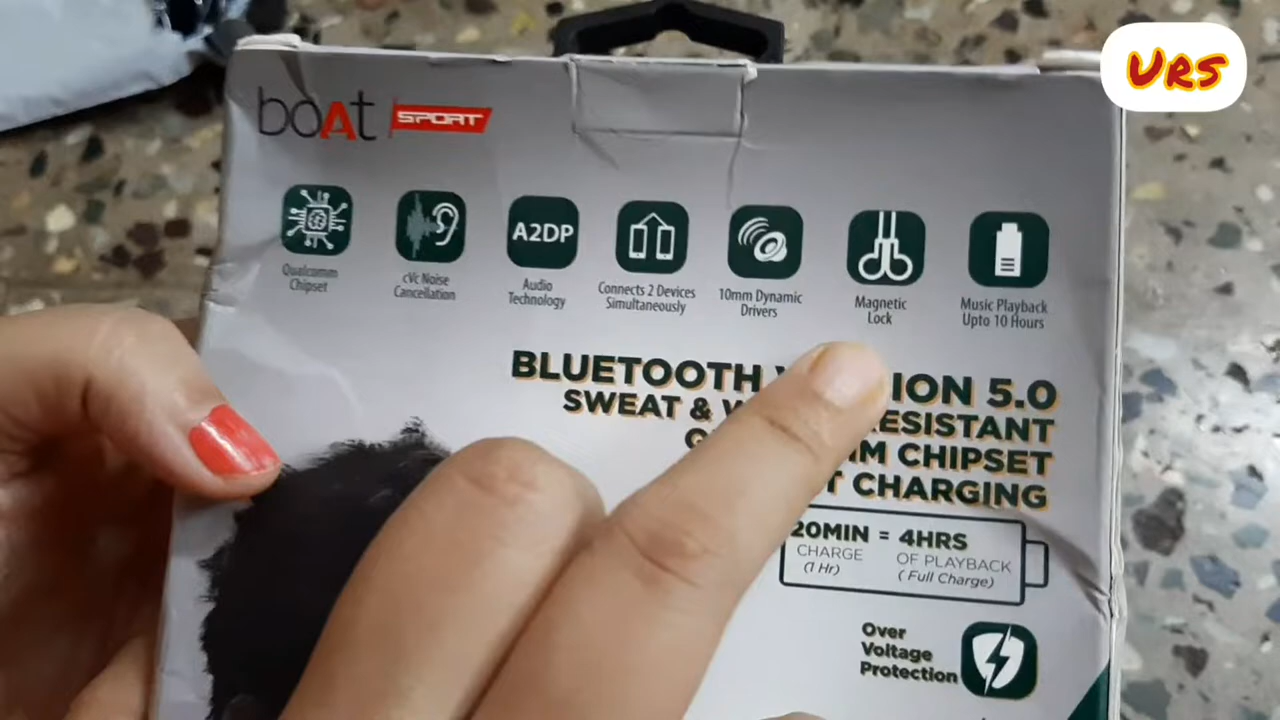 URS
boAt SPORT
Qualcomm
Chipset
cVc Noise
Cancellation
A2DP
Audio
Technology
Connects 2 Devices
Simultaneously
10mm Dynamic
Drivers
Magnetic
Lock
Music Playback
Upto 10 Hours
BLUETOOTH ION 5.0
SWEAT & ESISTANT
CHIPSET
CHARGING
20MIN = 4HRS
CHARGE OF PLAYBACK
(1 Hr) (Full Charge)
Over
Voltage
Protection